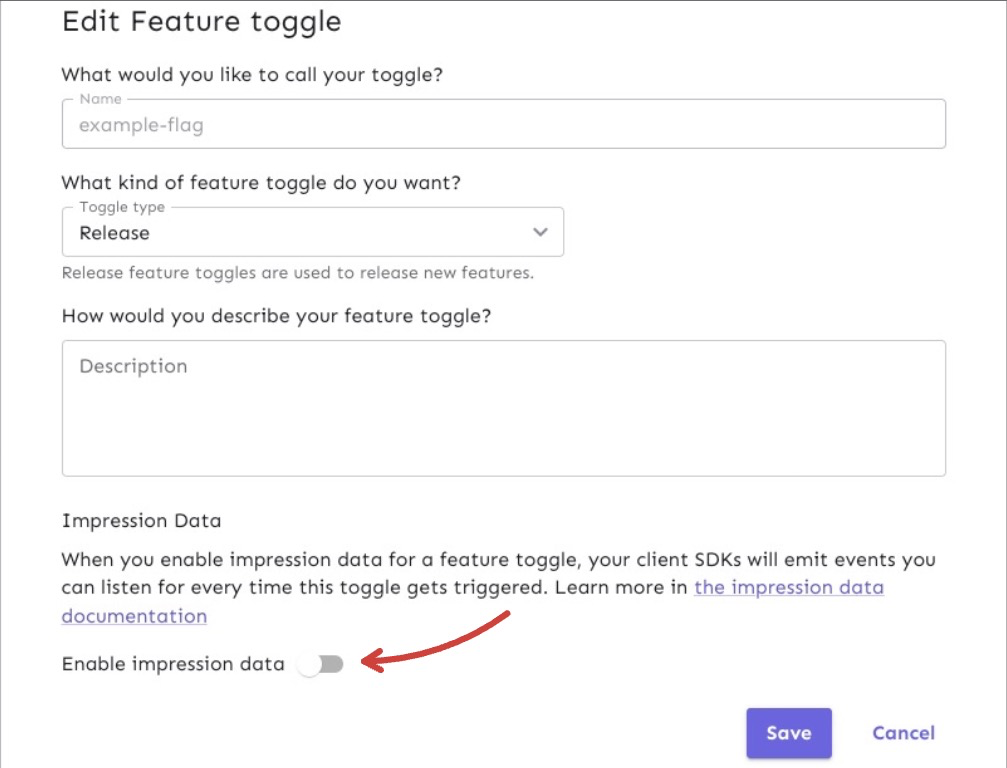 Edit Feature toggle
What would you like to call your toggle?
Name
example-flag
What kind of feature toggle do you want?
Toggle type
Release
Release feature toggles are used to release new features.
How would you describe your feature toggle?
Description
Impression Data
When you enable impression data for a feature toggle, your client SDKs will emit events you
can listen for every time this toggle gets triggered. Learn more in the impression data
documentation
Enable impression data
Save Cancel